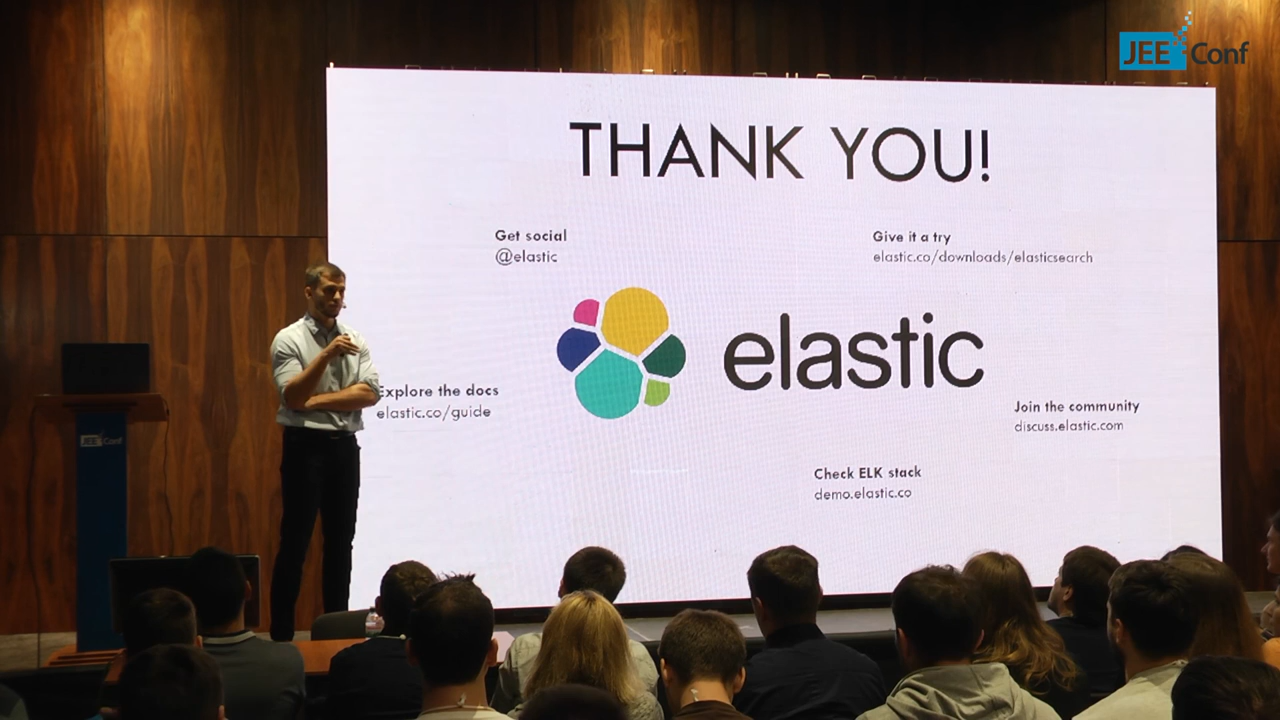 JEE Conf
THANK YOU!
Get social
@elastic
Give it a try
elastic.co/downloads/elasticsearch
elastic
Explore the docs
elastic.co/guide
Join the community
discuss.elastic.com
Check ELK stack
demo.elastic.co
JEE Conf